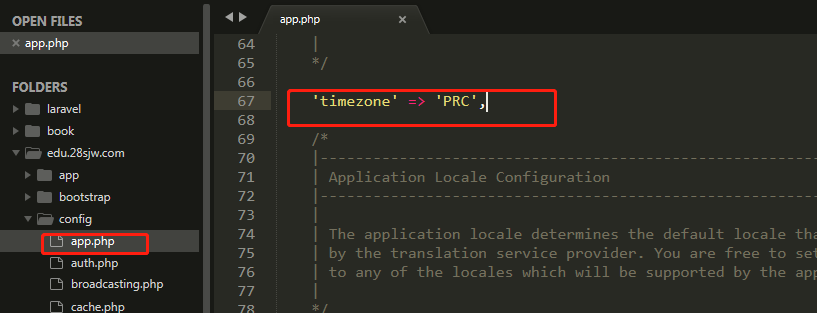 OPEN FILES
× app.php
FOLDERS
laravel
book
edu.28sjw.com
app
bootstrap
config
app.php
auth.php
broadcasting.php
cache.php
app.php ×
64 |
65 */
66
67 'timezone' => 'PRC',
68
69 /*
70 |--------------------------------------------------------------
71 | Application Locale Configuration
72 |--------------------------------------------------------------
73 |
74 | The application locale determines the default locale tha
75 | by the translation service provider. You are free to set
76 | to any of the locales which will be supported by the app
77 |
78 */